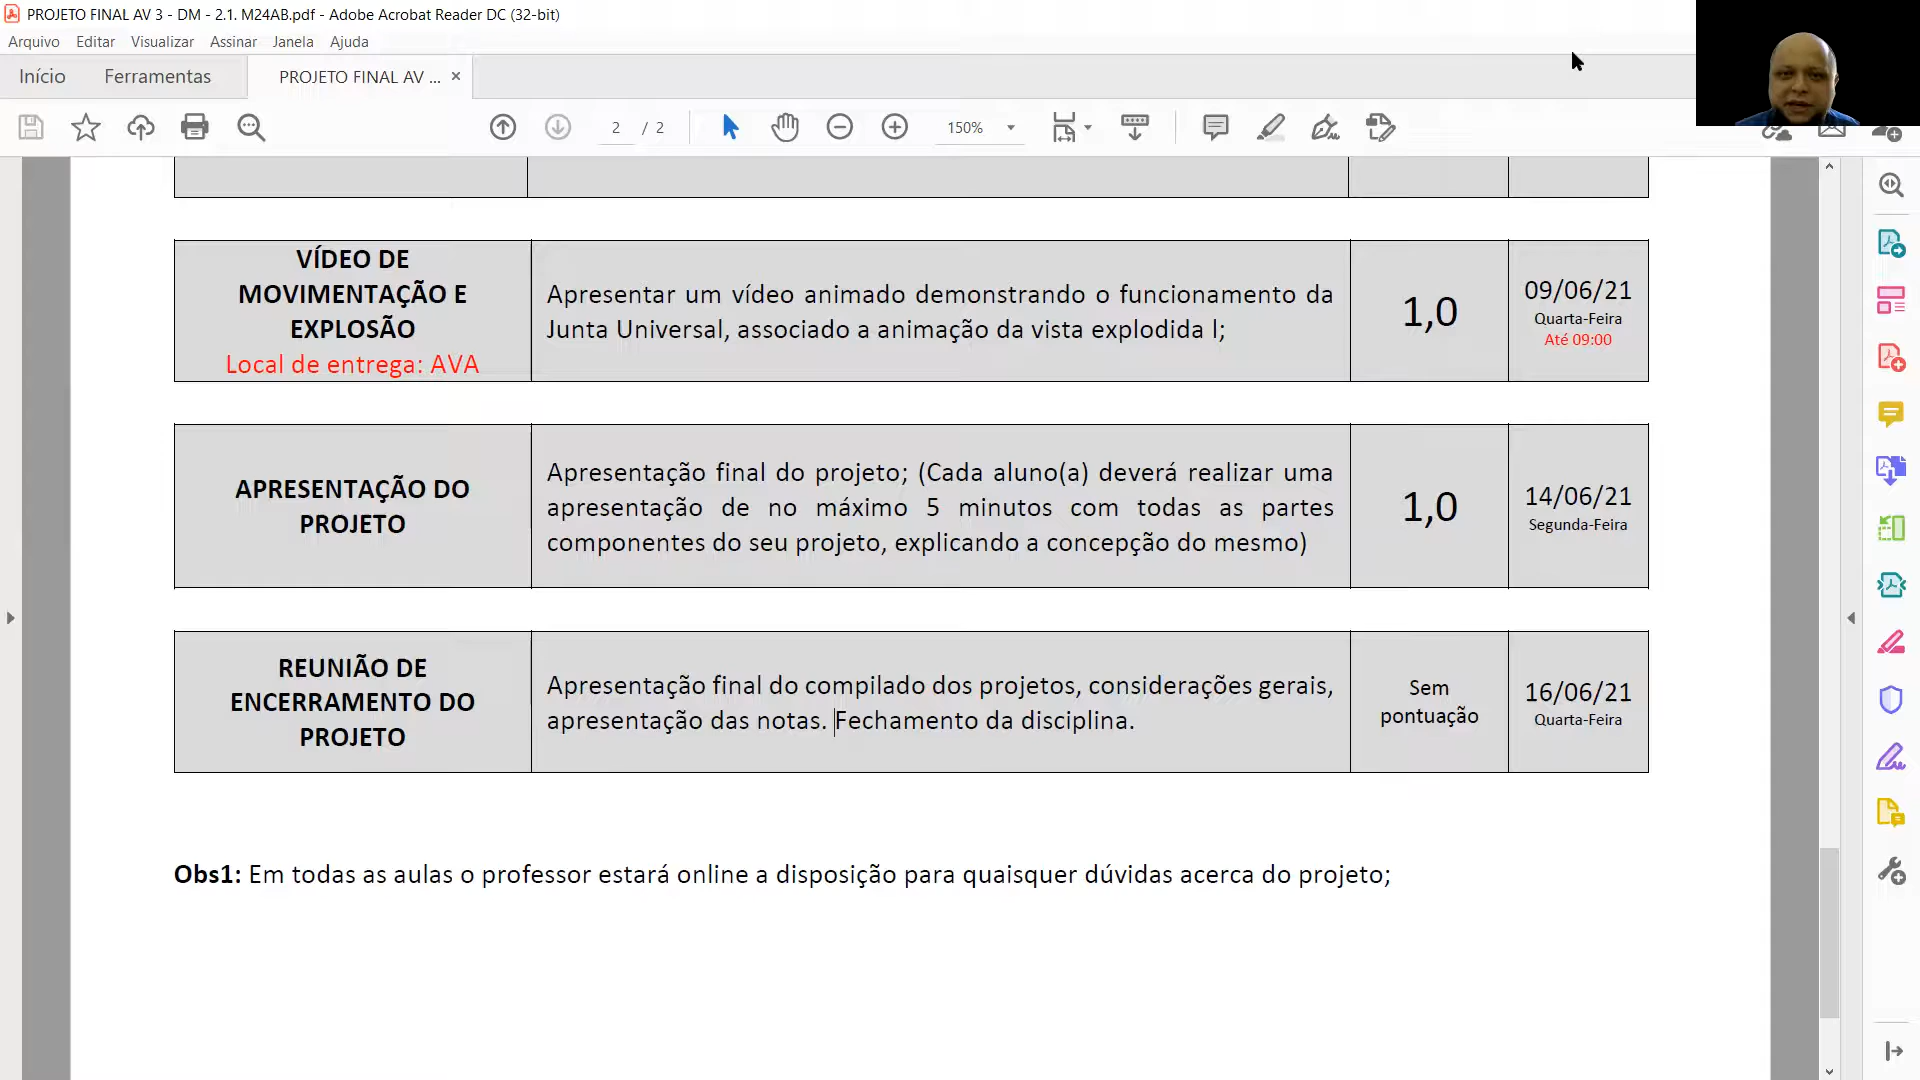 PROJETO FINAL AV 3 - DM - 2.1. M24AB.pdf - Adobe Acrobat Reader DC (32-bit)
Arquivo Editar Visualizar Assinar Janela Ajuda
Início Ferramentas PROJETO FINAL AV ... ×
2 / 2 150%
VÍDEO DE
MOVIMENTAÇÃO E
EXPLOSÃO
Local de entrega: AVA
Apresentar um vídeo animado demonstrando o funcionamento da
Junta Universal, associado a animação da vista explodida l;
1,0
09/06/21
Quarta-Feira
Até 09:00
APRESENTAÇÃO DO
PROJETO
Apresentação final do projeto; (Cada aluno(a) deverá realizar uma
apresentação de no máximo 5 minutos com todas as partes
componentes do seu projeto, explicando a concepção do mesmo)
1,0
14/06/21
Segunda-Feira
REUNIÃO DE
ENCERRAMENTO DO
PROJETO
Apresentação final do compilado dos projetos, considerações gerais,
apresentação das notas. Fechamento da disciplina.
Sem
pontuação
16/06/21
Quarta-Feira
Obs1: Em todas as aulas o professor estará online a disposição para quaisquer dúvidas acerca do projeto;